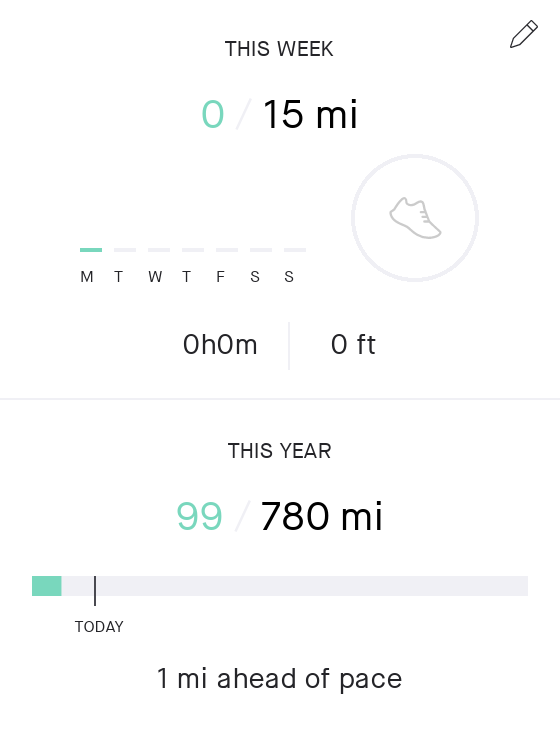 THIS WEEK
0 / 15 mi
M T W T F S S
0h0m 0 ft
THIS YEAR
99 / 780 mi
TODAY
1 mi ahead of pace